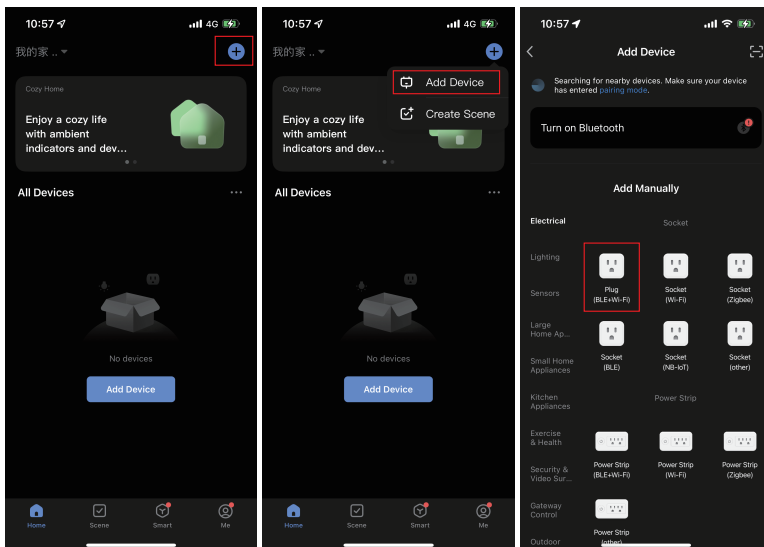 10:57
4G
我的家 ..
Cozy Home
Enjoy a cozy life
with ambient
indicators and dev...
All Devices
No devices
Add Device
Home
Scene
Smart
Me
10:57
4G
我的家 ..
Add Device
Create Scene
Cozy Home
Enjoy a cozy life
with ambient
indicators and dev...
All Devices
No devices
Add Device
Home
Scene
Smart
Me
10:57
Add Device
Searching for nearby devices. Make sure your device
has entered pairing mode.
Turn on Bluetooth
Add Manually
Electrical
Lighting
Sensors
Large
Home Ap...
Small Home
Appliances
Kitchen
Appliances
Exercise
& Health
Security &
Video Sur...
Gateway
Control
Outdoor
Socket
Plug
(BLE+Wi-Fi)
Socket
(Wi-Fi)
Socket
(Zigbee)
Socket
(BLE)
Socket
(NB-IoT)
Socket
(other)
Power Strip
Power Strip
(BLE+Wi-Fi)
Power Strip
(Wi-Fi)
Power Strip
(Zigbee)
Power Strip
(other)